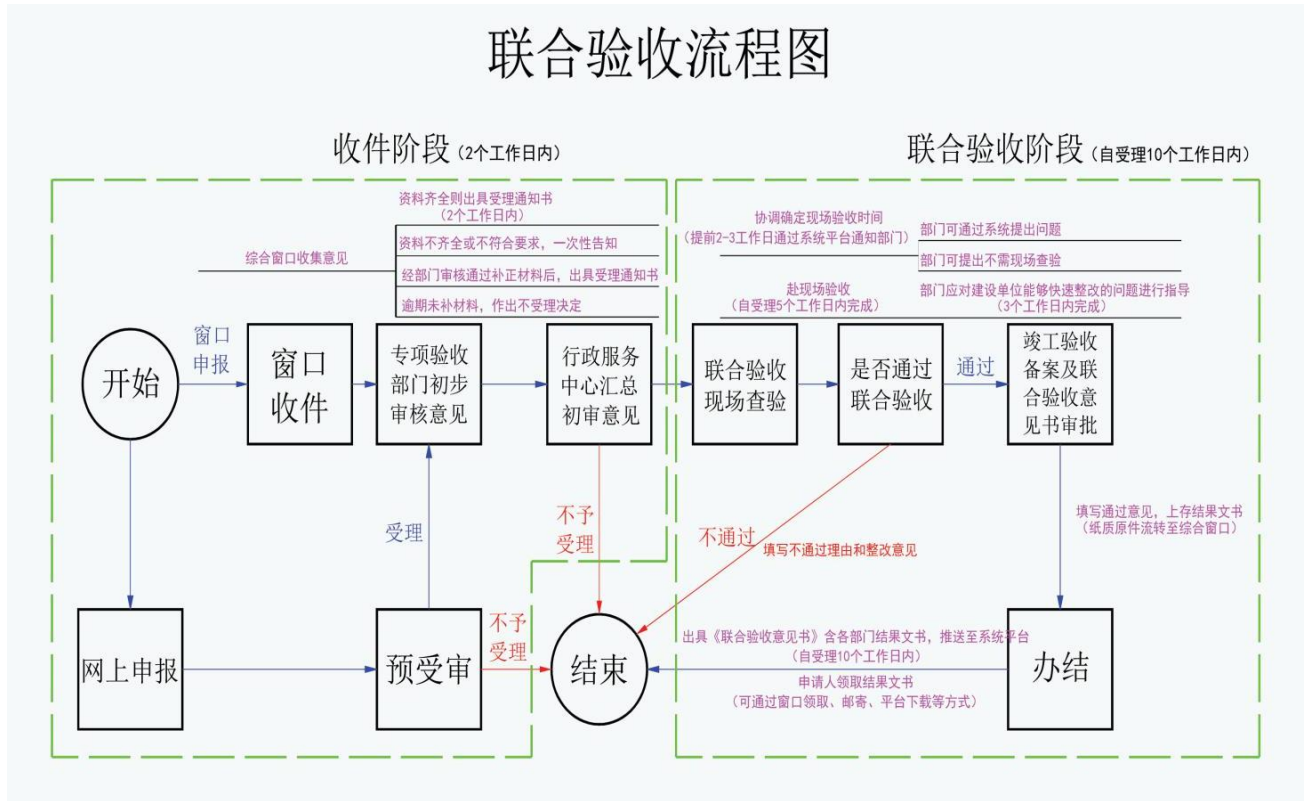 联合验收流程图
收件阶段(2个工作日内)
联合验收阶段(自受理10个工作日内)
资料齐全则出具受理通知书
(2个工作日内)
综合窗口收集意见
资料不齐全或不符合要求，一次性告知
经部门审核通过补正材料后，出具受理通知书
逾期未补材料，作出不受理决定
协调确定现场验收时间
(提前2-3工作日通过系统平台通知部门)
部门可通过系统提出问题
部门可提出不需现场查验
赴现场验收
(自受理5个工作日内完成)
部门应对建设单位能够快速整改的问题进行指导
(3个工作日内完成)
开始
窗口
申报
窗口
收件
专项验收
部门初步
审核意见
行政服务
中心汇总
初审意见
联合验收
现场查验
是否通过
联合验收
通过
竣工验收
备案及联
合验收意
见书审批
受理
不予
受理
不通过
填写不通过理由和整改意见
填写通过意见，上存结果文书
(纸质原件流转至综合窗口)
网上申报
预受审
不予
受理
结束
出具《联合验收意见书》含各部门结果文书，推送至系统平台
(自受理10个工作日内)
申请人领取结果文书
(可通过窗口领取、邮寄、平台下载等方式)
办结